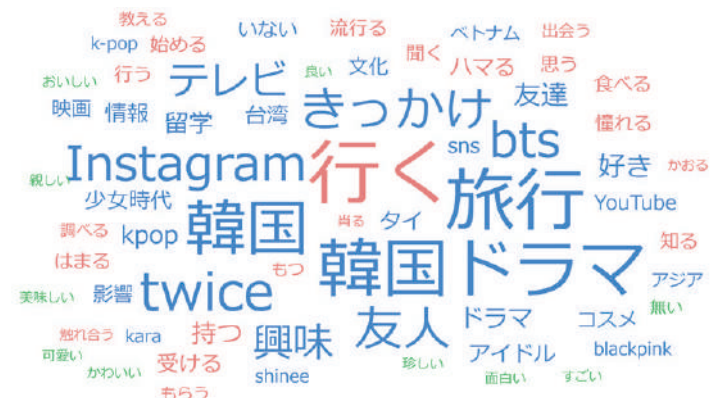 教える
k-pop 始める いない 流行る ベトナム 出会う
聞く
おいしい 行う テレビ 良い 文化 ハマる 思う 食べる
映画 情報 留学 台湾 きっかけ 友達 憧れる
Instagram 行く sns bts 好き かおる
親しい 少女時代 旅行 YouTube
調べる kpop 韓国 肖る タイ 知る
はまる もつ 韓国ドラマ アジア
美味しい 影響 twice 無い
触れ合う kara 持つ 興味 友人 ドラマ コスメ
可愛い 受ける 珍しい アイドル blackpink
かわいい shinee 面白い すごい
もらう